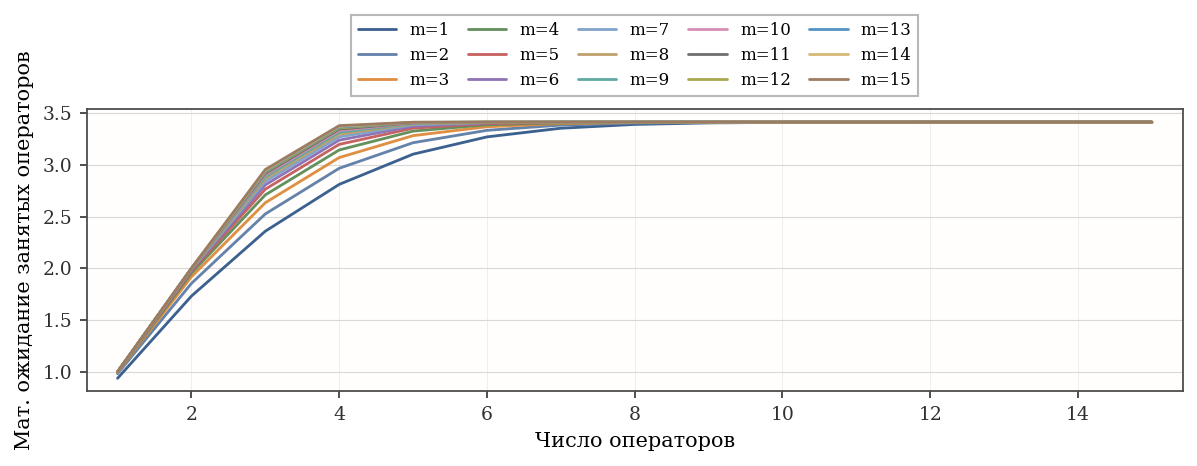 m=1 m=4 m=7 m=10 m=13
m=2 m=5 m=8 m=11 m=14
m=3 m=6 m=9 m=12 m=15
Мат. ожидание занятых операторов
3.5
3.0
2.5
2.0
1.5
1.0
2 4 6 8 10 12 14
Число операторов